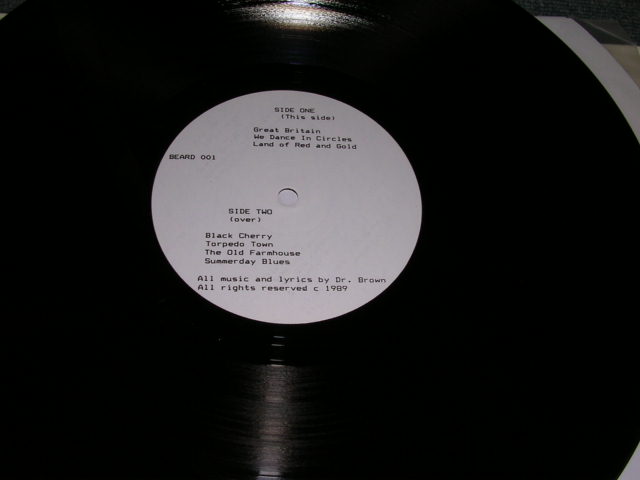 SIDE ONE
(This side)
Great Britain
We Dance In Circles
Land of Red and Gold
BEARD 001
SIDE TWO
(over)
Black Cherry
Torpedo Town
The Old Farmhouse
Summerday Blues
All music and lyrics by Dr. Brown
All rights reserved c 1989